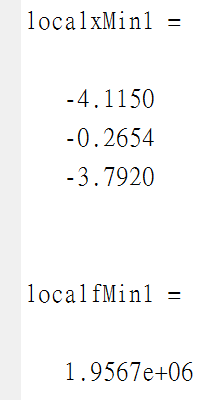 localxMin1 =
-4.1150
-0.2654
-3.7920
localfMin1 =
1.9567e+06